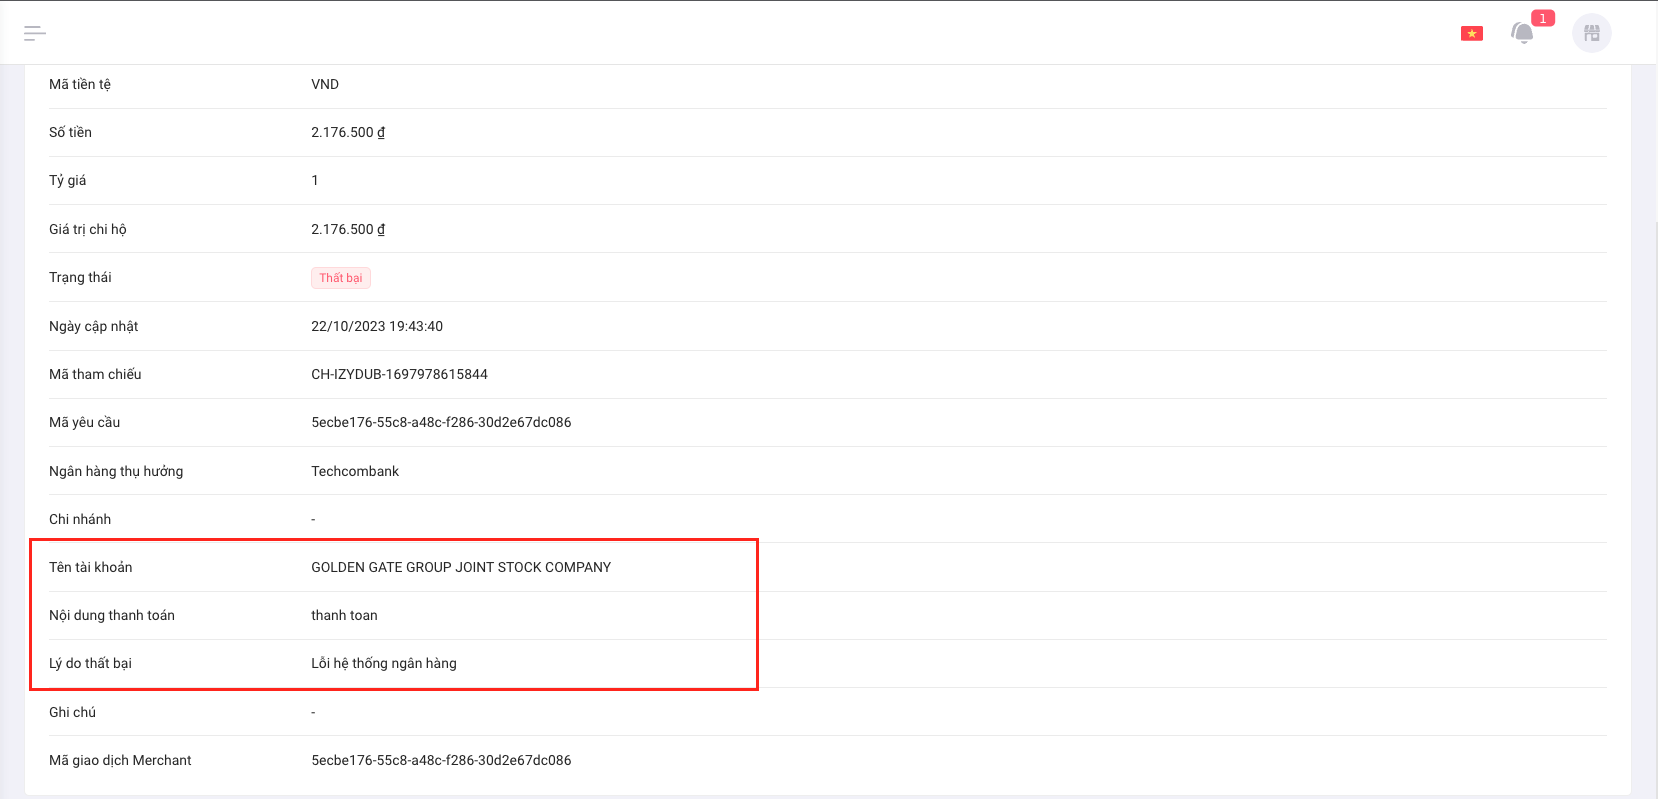 1
Mã tiền tệ VND
Số tiền 2.176.500 ₫
Tỷ giá 1
Giá trị chi hộ 2.176.500 ₫
Trạng thái Thất bại
Ngày cập nhật 22/10/2023 19:43:40
Mã tham chiếu CH-IZYDUB-1697978615844
Mã yêu cầu 5ecbe176-55c8-a48c-f286-30d2e67dc086
Ngân hàng thụ hưởng Techcombank
Chi nhánh -
Tên tài khoản GOLDEN GATE GROUP JOINT STOCK COMPANY
Nội dung thanh toán thanh toan
Lý do thất bại Lỗi hệ thống ngân hàng
Ghi chú -
Mã giao dịch Merchant 5ecbe176-55c8-a48c-f286-30d2e67dc086